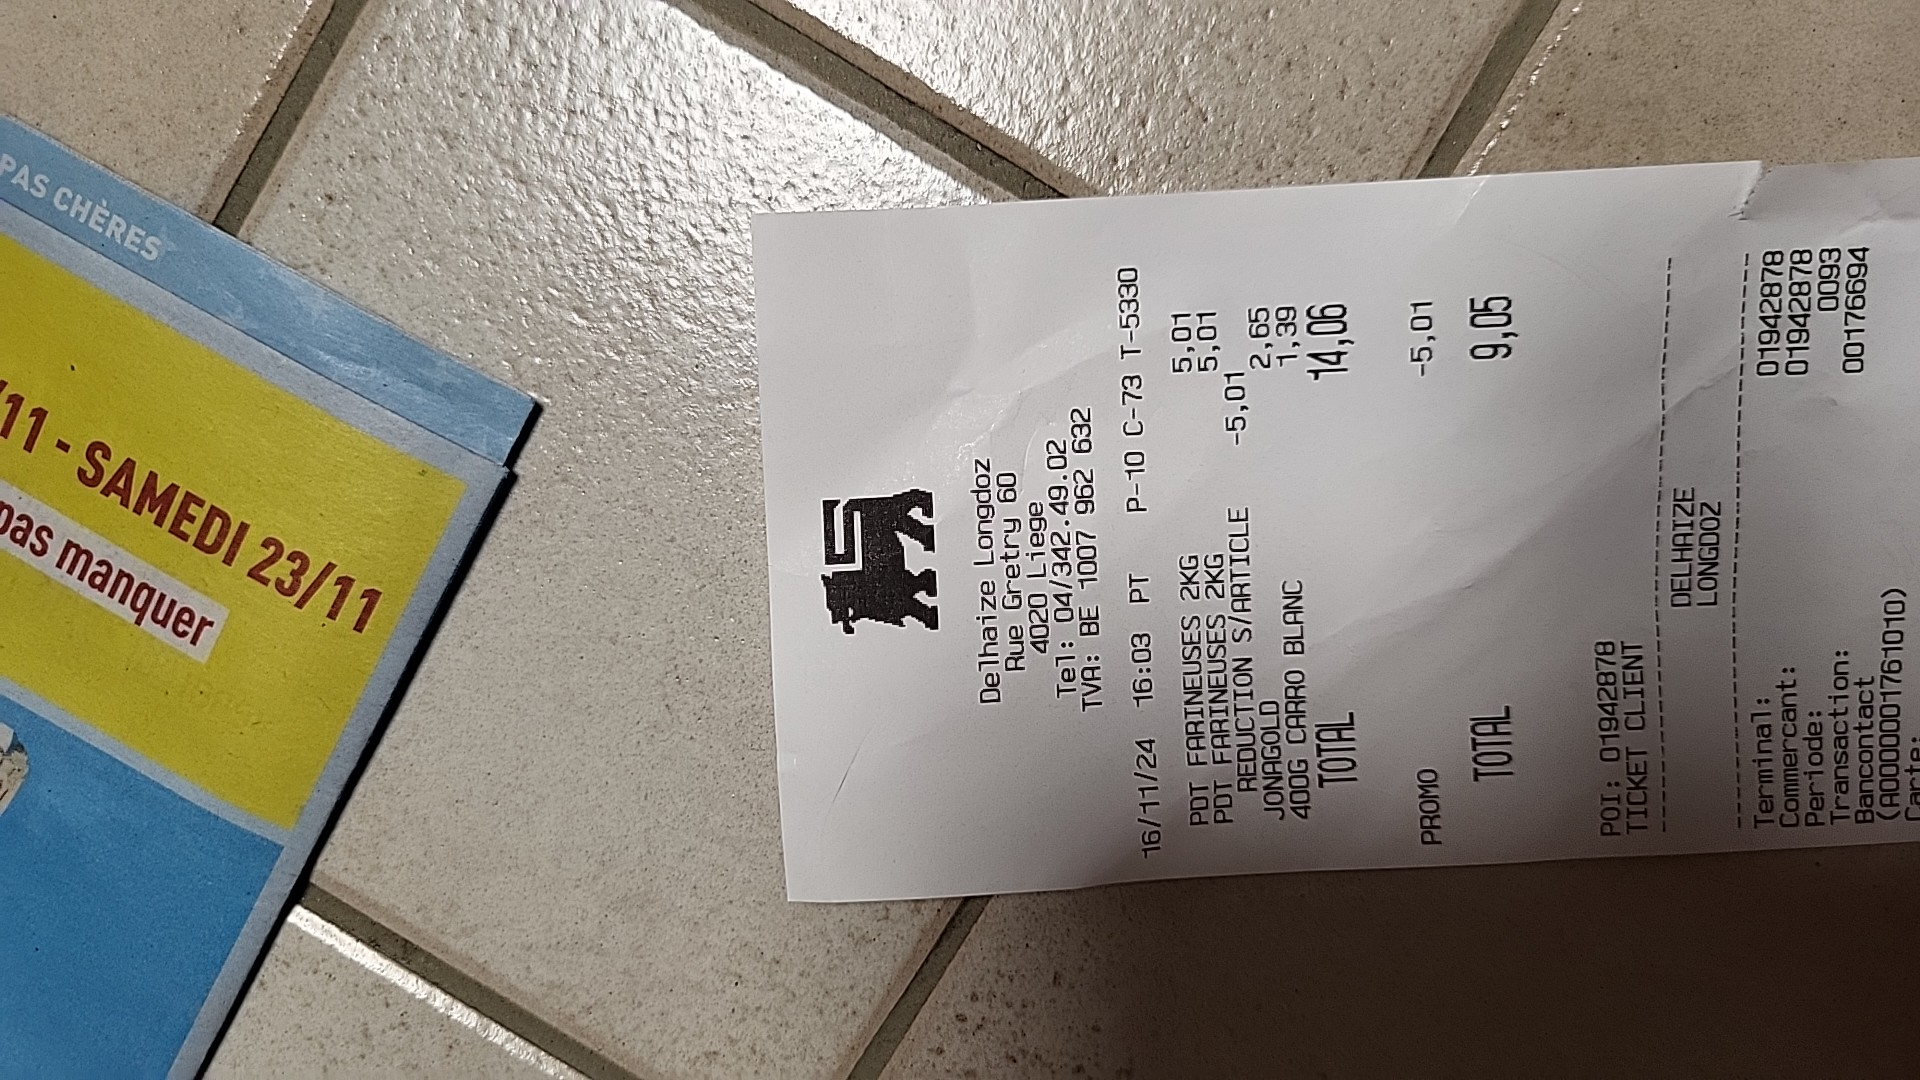 PAS CHÈRES
/11 - SAMEDI 23/11
pas manquer
Delhaize Longdoz
Rue Gretry 60
4020 Liege
Tel: 04/342.49.02
TVA: BE 1007 962 632
16/11/24 16:03 PT P-10 C-73 T-5330
PDT FARINEUSES 2KG 5,01
PDT FARINEUSES 2KG 5,01
REDUCTION S/ARTICLE -5,01
JONAGOLD 2,65
400G CARRO BLANC 1,39
TOTAL 14,06
PROMO -5,01
TOTAL 9,05
POI: 01942878
TICKET CLIENT
--------------------------------
DELHAIZE
LONGDOZ
--------------------------------
Terminal: 01942878
Commercant: 01942878
Periode: 0093
Transaction: 00176694
Bancontact
(A0000001761010)
Carte: